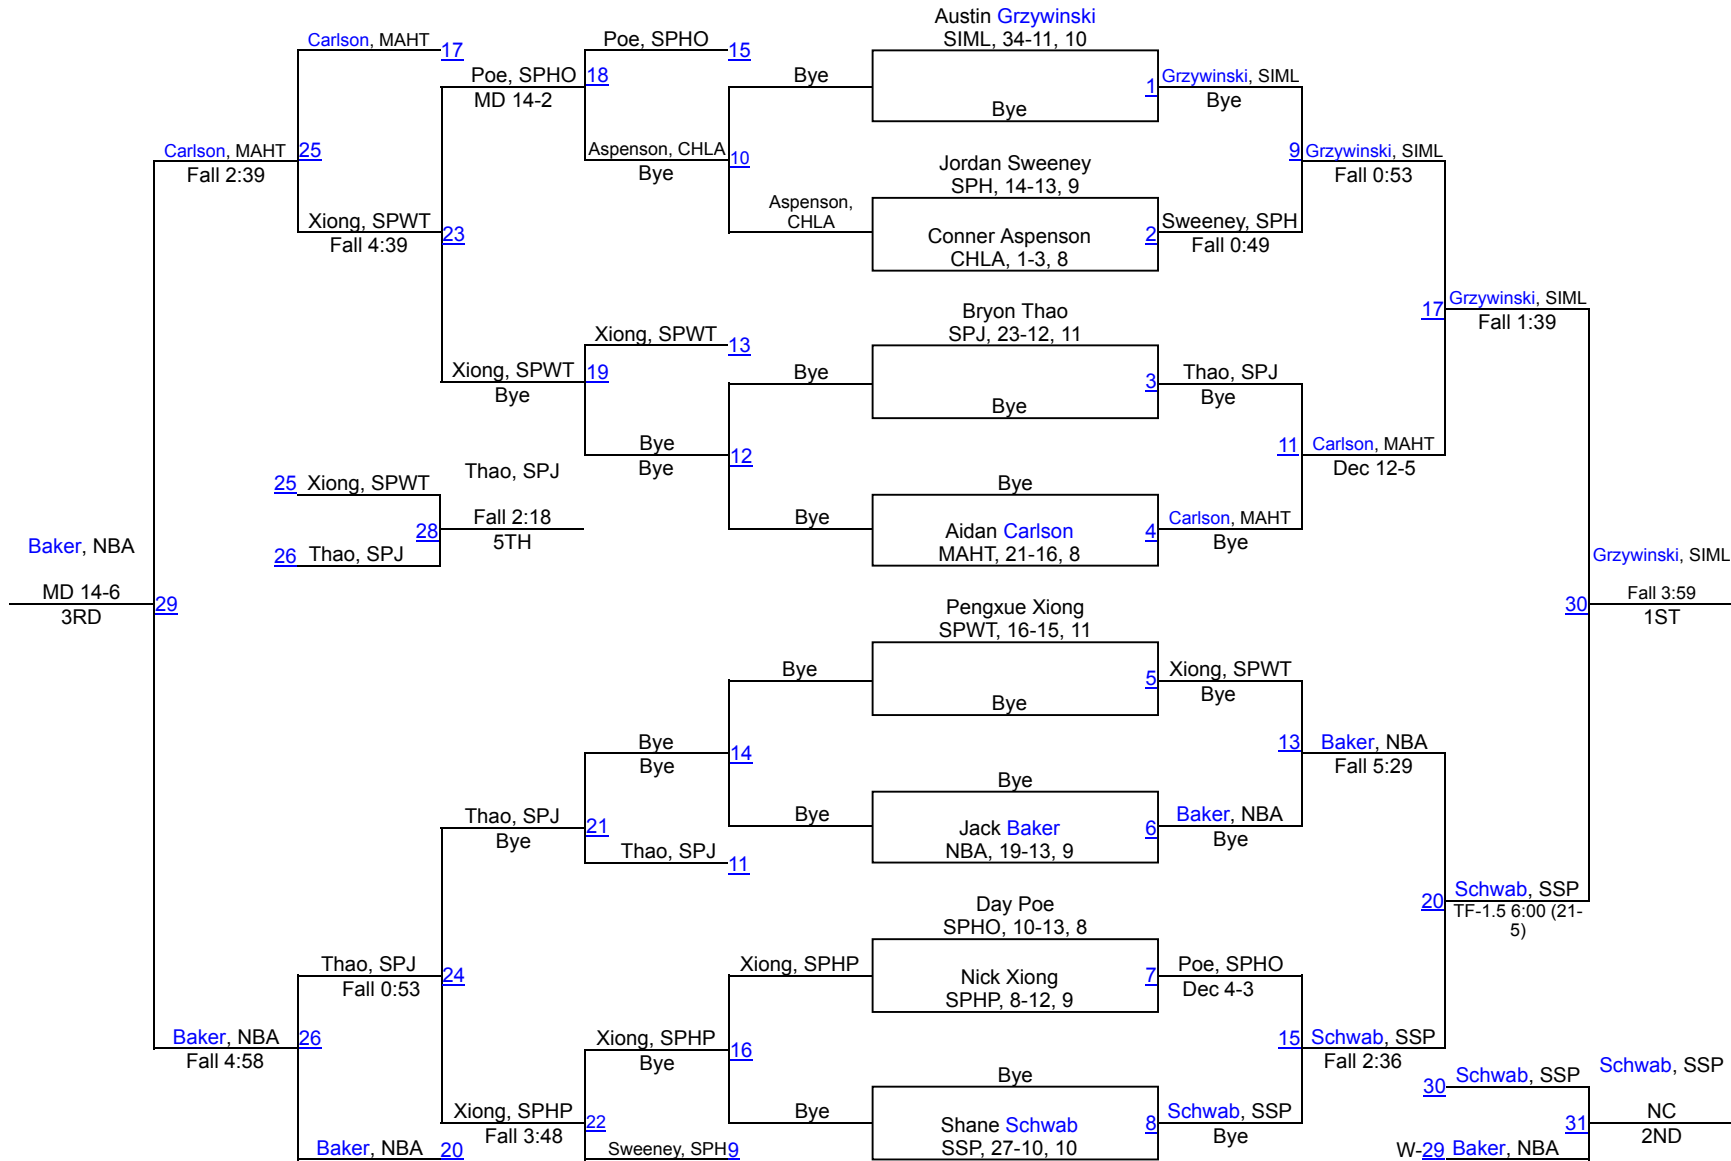 Austin Grzywinski
SIML, 34-11, 10
Carlson, MAHT
17
Poe, SPHO
15
Poe, SPHO
18
MD 14-2
Bye
1
Grzywinski, SIML
Bye
Bye
Aspenson, CHLA
10
Bye
Carlson, MAHT
25
Fall 2:39
Jordan Sweeney
SPH, 14-13, 9
9
Grzywinski, SIML
Fall 0:53
Aspenson,
CHLA
Xiong, SPWT
23
Fall 4:39
Conner Aspenson
CHLA, 1-3, 8
2
Sweeney, SPH
Fall 0:49
Bryon Thao
SPJ, 23-12, 11
17
Grzywinski, SIML
Fall 1:39
Xiong, SPWT
13
Xiong, SPWT
19
Bye
Bye
3
Thao, SPJ
Bye
Bye
Bye
12
Bye
11
Carlson, MAHT
Dec 12-5
25
Xiong, SPWT
Thao, SPJ
Bye
Fall 2:18
28
5TH
Bye
Aidan Carlson
MAHT, 21-16, 8
4
Carlson, MAHT
Bye
26
Thao, SPJ
Baker, NBA
Grzywinski, SIML
MD 14-6
29
3RD
30
Fall 3:59
1ST
Pengxue Xiong
SPWT, 16-15, 11
Bye
5
Xiong, SPWT
Bye
Bye
Bye
14
Bye
13
Baker, NBA
Fall 5:29
Bye
Thao, SPJ
21
Bye
Bye
Jack Baker
NBA, 19-13, 9
6
Baker, NBA
Bye
Thao, SPJ
11
Day Poe
SPHO, 10-13, 8
20
Schwab, SSP
TF-1.5 6:00 (21-
5)
Thao, SPJ
24
Fall 0:53
Xiong, SPHP
Nick Xiong
SPHP, 8-12, 9
7
Poe, SPHO
Dec 4-3
Baker, NBA
26
Fall 4:58
Xiong, SPHP
16
Bye
15
Schwab, SSP
Fall 2:36
Bye
30
Schwab, SSP
Schwab, SSP
Xiong, SPHP
22
Fall 3:48
Bye
Shane Schwab
SSP, 27-10, 10
8
Schwab, SSP
Bye
31
NC
2ND
Baker, NBA
20
Sweeney, SPH
9
W-29
Baker, NBA